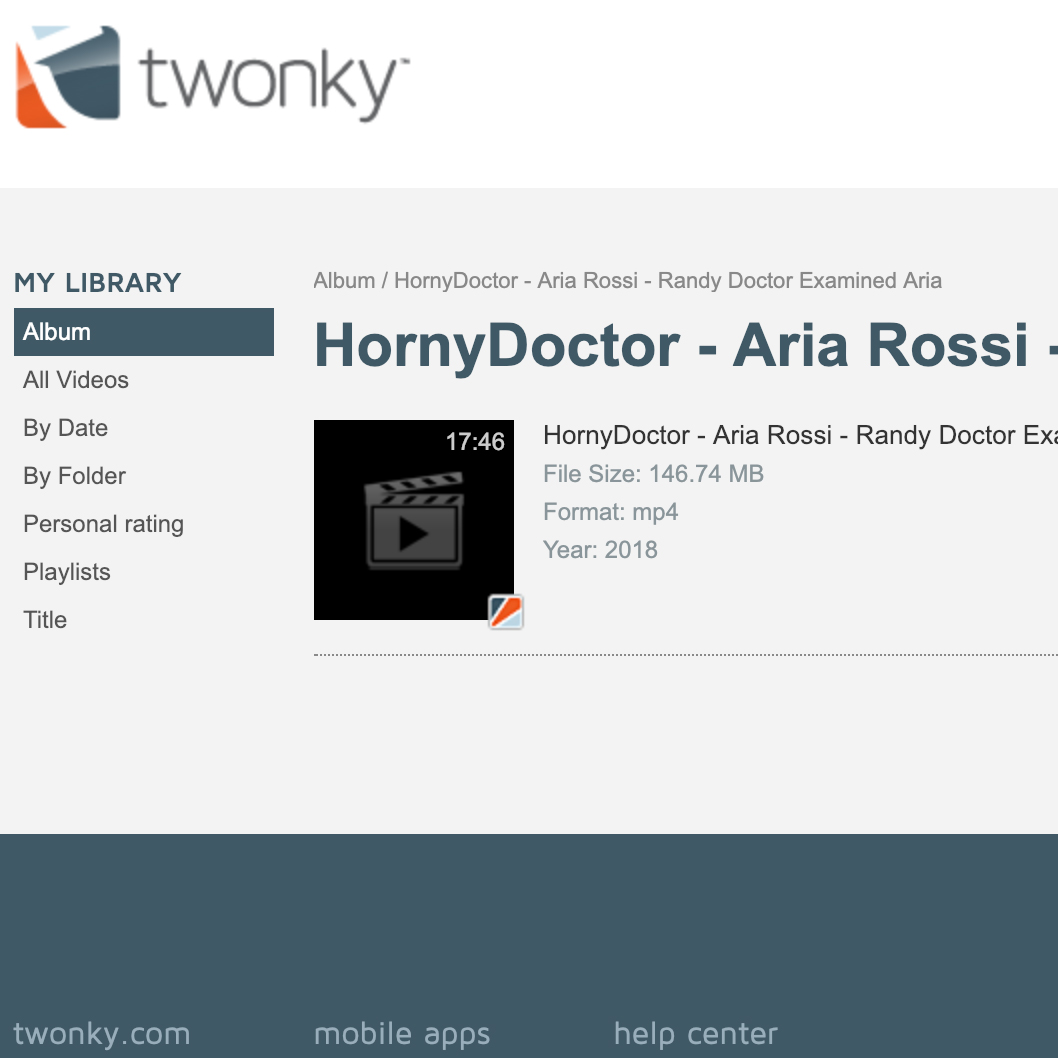 twonky™
MY LIBRARY
Album
All Videos
By Date
By Folder
Personal rating
Playlists
Title
Album / HornyDoctor - Aria Rossi - Randy Doctor Examined Aria
HornyDoctor - Aria Rossi -
17:46
HornyDoctor - Aria Rossi - Randy Doctor Exa
File Size: 146.74 MB
Format: mp4
Year: 2018
twonky.com
mobile apps
help center